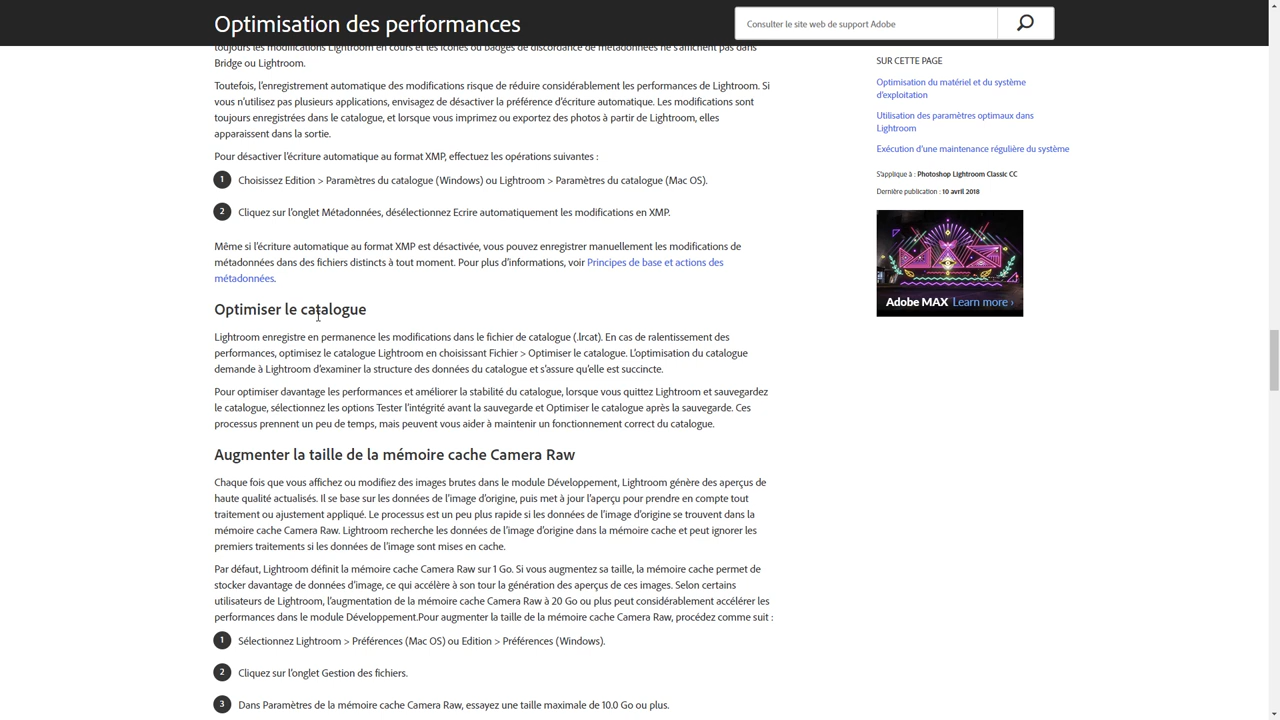 Optimisation des performances
Consulter le site web de support Adobe
toujours les modifications Lightroom en cours et les icônes ou badges de discordance de métadonnées ne s'affichent pas dans
Bridge ou Lightroom.
Toutefois, l'enregistrement automatique des modifications risque de réduire considérablement les performances de Lightroom. Si
vous n'utilisez pas plusieurs applications, envisagez de désactiver la préférence d'écriture automatique. Les modifications sont
toujours enregistrées dans le catalogue, et lorsque vous imprimez ou exportez des photos à partir de Lightroom, elles
apparaissent dans la sortie.
Pour désactiver l'écriture automatique au format XMP, effectuez les opérations suivantes :
1 Choisissez Edition > Paramètres du catalogue (Windows) ou Lightroom > Paramètres du catalogue (Mac OS).
2 Cliquez sur l'onglet Métadonnées, désélectionnez Ecrire automatiquement les modifications en XMP.
Même si l'écriture automatique au format XMP est désactivée, vous pouvez enregistrer manuellement les modifications de
métadonnées dans des fichiers distincts à tout moment. Pour plus d'informations, voir Principes de base et actions des
métadonnées.
Optimiser le catalogue
Lightroom enregistre en permanence les modifications dans le fichier de catalogue (.lrcat). En cas de ralentissement des
performances, optimisez le catalogue Lightroom en choisissant Fichier > Optimiser le catalogue. L'optimisation du catalogue
demande à Lightroom d'examiner la structure des données du catalogue et s'assure qu'elle est succincte.
Pour optimiser davantage les performances et améliorer la stabilité du catalogue, lorsque vous quittez Lightroom et sauvegardez
le catalogue, sélectionnez les options Tester l'intégrité avant la sauvegarde et Optimiser le catalogue après la sauvegarde. Ces
processus prennent un peu de temps, mais peuvent vous aider à maintenir un fonctionnement correct du catalogue.
Augmenter la taille de la mémoire cache Camera Raw
Chaque fois que vous affichez ou modifiez des images brutes dans le module Développement, Lightroom génère des aperçus de
haute qualité actualisés. Il se base sur les données de l'image d'origine, puis met à jour l'aperçu pour prendre en compte tout
traitement ou ajustement appliqué. Le processus est un peu plus rapide si les données de l'image d'origine se trouvent dans la
mémoire cache Camera Raw. Lightroom recherche les données de l'image d'origine dans la mémoire cache et peut ignorer les
premiers traitements si les données de l'image sont mises en cache.
Par défaut, Lightroom définit la mémoire cache Camera Raw sur 1 Go. Si vous augmentez sa taille, la mémoire cache permet de
stocker davantage de données d'image, ce qui accélère à son tour la génération des aperçus de ces images. Selon certains
utilisateurs de Lightroom, l'augmentation de la mémoire cache Camera Raw à 20 Go ou plus peut considérablement accélérer les
performances dans le module Développement.Pour augmenter la taille de la mémoire cache Camera Raw, procédez comme suit :
1 Sélectionnez Lightroom > Préférences (Mac OS) ou Edition > Préférences (Windows).
2 Cliquez sur l'onglet Gestion des fichiers.
3 Dans Paramètres de la mémoire cache Camera Raw, essayez une taille maximale de 10.0 Go ou plus.
SUR CETTE PAGE
Optimisation du matériel et du système
d'exploitation
Utilisation des paramètres optimaux dans
Lightroom
Exécution d'une maintenance régulière du système
S'applique à : Photoshop Lightroom Classic CC
Dernière publication : 10 avril 2018
Adobe MAX Learn more ›